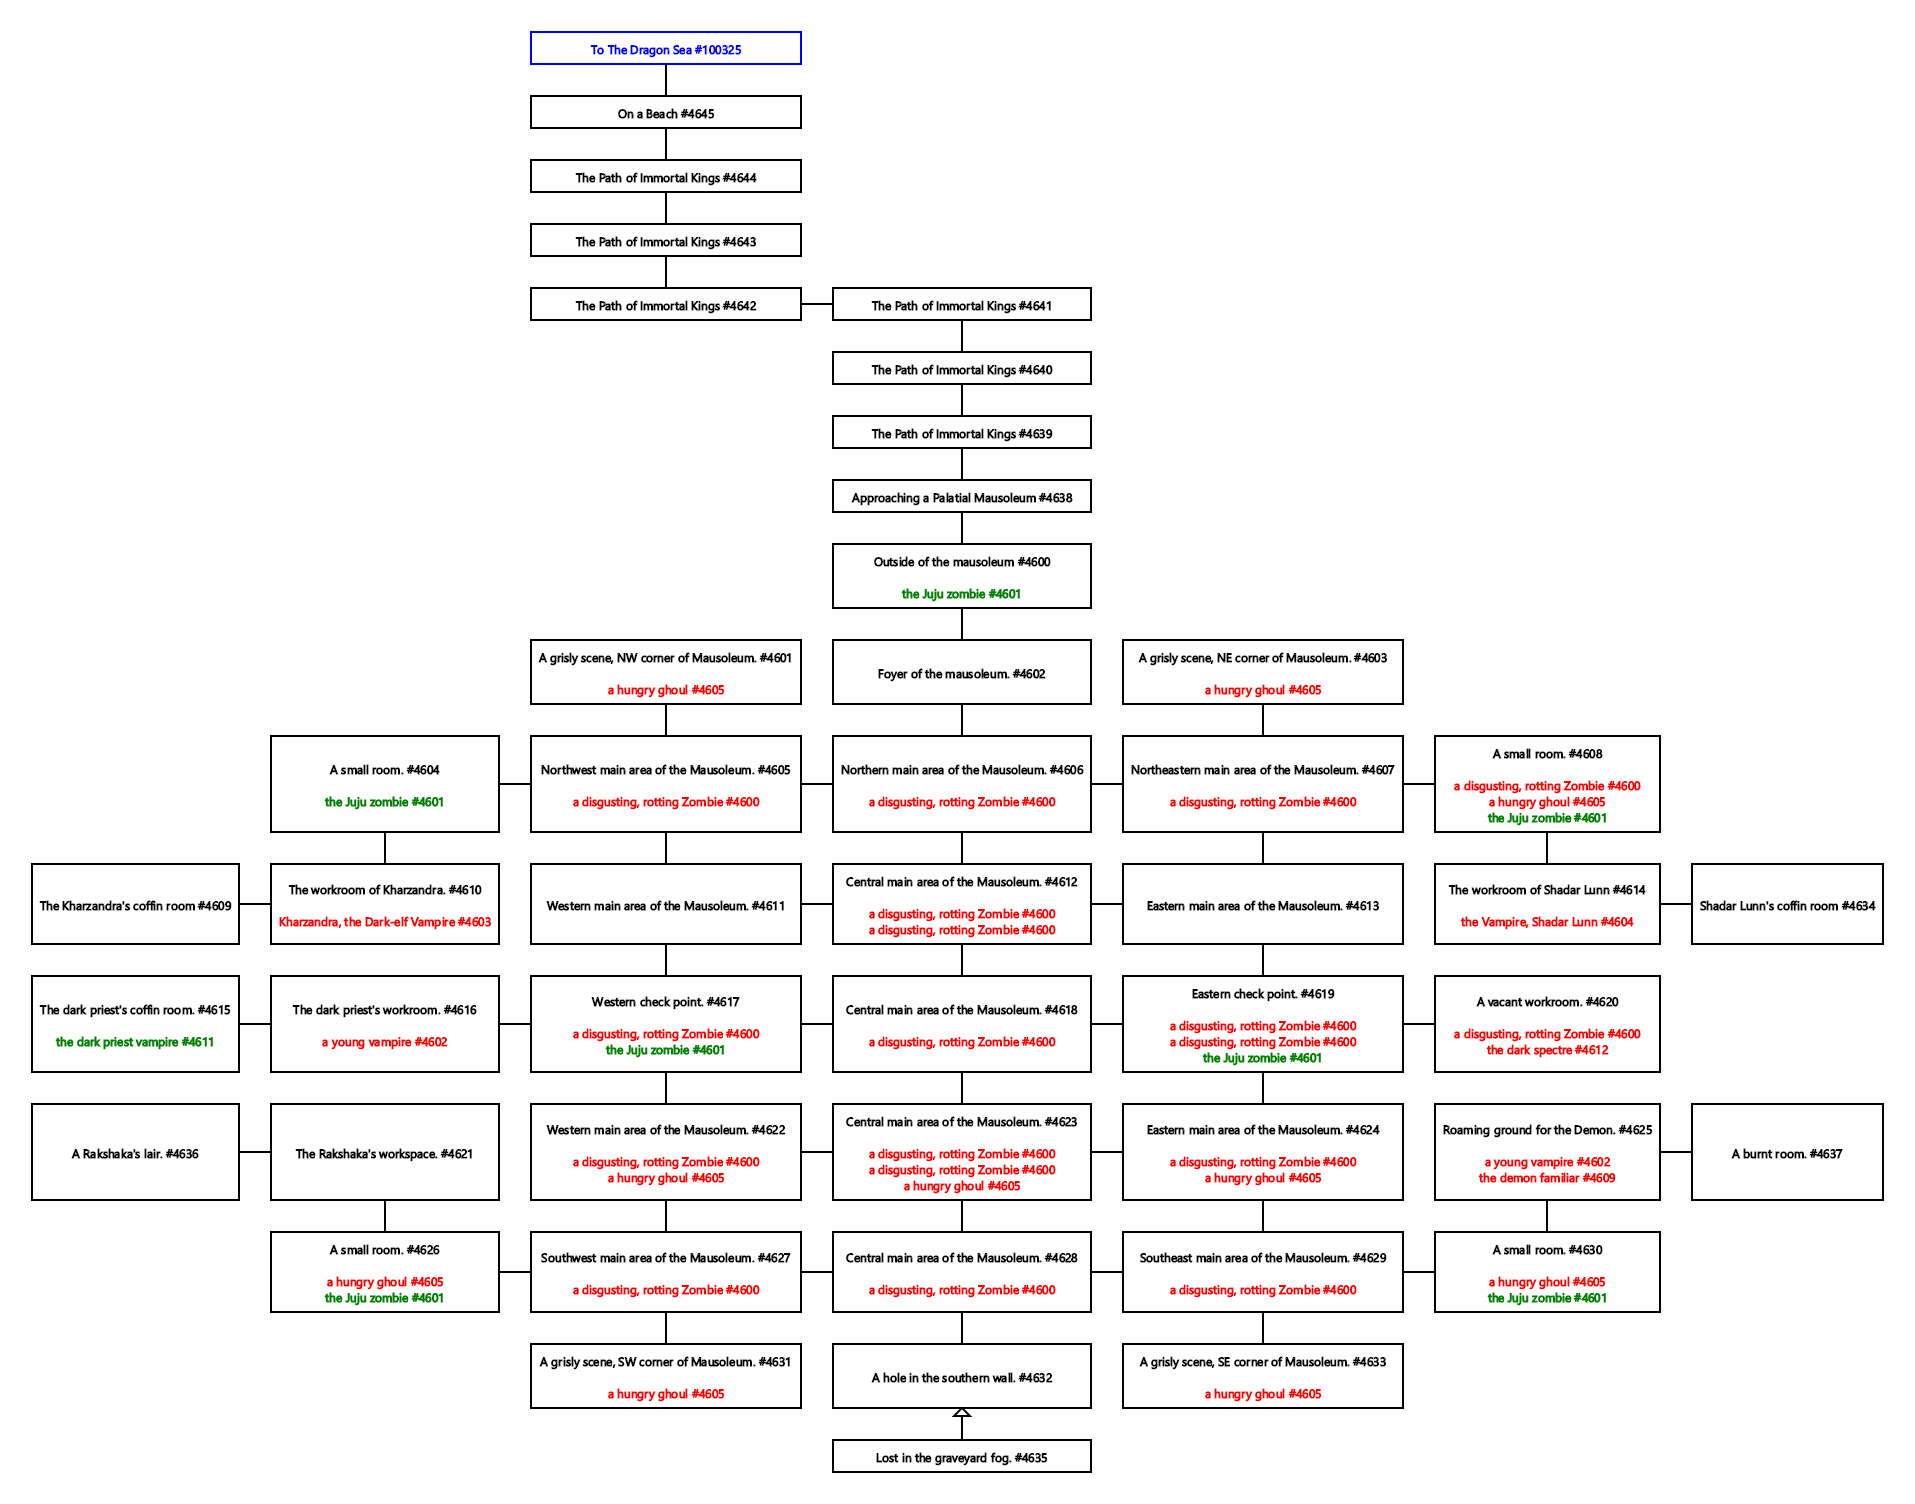 To The Dragon Sea #100325
On a Beach #4645
The Path of Immortal Kings #4644
The Path of Immortal Kings #4643
The Path of Immortal Kings #4642
The Path of Immortal Kings #4641
The Path of Immortal Kings #4640
The Path of Immortal Kings #4639
Approaching a Palatial Mausoleum #4638
Outside of the mausoleum #4600
the Juju zombie #4601
A grisly scene, NW corner of Mausoleum. #4601
a hungry ghoul #4605
Foyer of the mausoleum. #4602
A grisly scene, NE corner of Mausoleum. #4603
a hungry ghoul #4605
A small room. #4604
the Juju zombie #4601
Northwest main area of the Mausoleum. #4605
a disgusting, rotting Zombie #4600
Northern main area of the Mausoleum. #4606
a disgusting, rotting Zombie #4600
Northeastern main area of the Mausoleum. #4607
a disgusting, rotting Zombie #4600
A small room. #4608
a disgusting, rotting Zombie #4600
a hungry ghoul #4605
the Juju zombie #4601
The Kharzandra's coffin room #4609
The workroom of Kharzandra. #4610
Kharzandra, the Dark-elf Vampire #4603
Western main area of the Mausoleum. #4611
Central main area of the Mausoleum. #4612
a disgusting, rotting Zombie #4600
a disgusting, rotting Zombie #4600
Eastern main area of the Mausoleum. #4613
The workroom of Shadar Lunn #4614
the Vampire, Shadar Lunn #4604
Shadar Lunn's coffin room #4634
The dark priest's coffin room. #4615
the dark priest vampire #4611
The dark priest's workroom. #4616
a young vampire #4602
Western check point. #4617
a disgusting, rotting Zombie #4600
the Juju zombie #4601
Central main area of the Mausoleum. #4618
a disgusting, rotting Zombie #4600
Eastern check point. #4619
a disgusting, rotting Zombie #4600
a disgusting, rotting Zombie #4600
the Juju zombie #4601
A vacant workroom. #4620
a disgusting, rotting Zombie #4600
the dark spectre #4612
A Rakshaka's lair. #4636
The Rakshaka's workspace. #4621
Western main area of the Mausoleum. #4622
a disgusting, rotting Zombie #4600
a hungry ghoul #4605
Central main area of the Mausoleum. #4623
a disgusting, rotting Zombie #4600
a disgusting, rotting Zombie #4600
a hungry ghoul #4605
Eastern main area of the Mausoleum. #4624
a disgusting, rotting Zombie #4600
a hungry ghoul #4605
Roaming ground for the Demon. #4625
a young vampire #4602
the demon familiar #4609
A burnt room. #4637
A small room. #4626
a hungry ghoul #4605
the Juju zombie #4601
Southwest main area of the Mausoleum. #4627
a disgusting, rotting Zombie #4600
Central main area of the Mausoleum. #4628
a disgusting, rotting Zombie #4600
Southeast main area of the Mausoleum. #4629
a disgusting, rotting Zombie #4600
A small room. #4630
a hungry ghoul #4605
the Juju zombie #4601
A grisly scene, SW corner of Mausoleum. #4631
a hungry ghoul #4605
A hole in the southern wall. #4632
A grisly scene, SE corner of Mausoleum. #4633
a hungry ghoul #4605
Lost in the graveyard fog. #4635